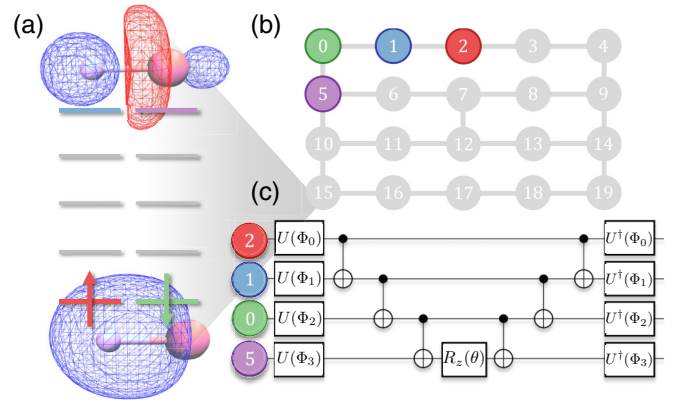 (a)
(b)
0 1 2 3 4
5 6 7 8 9
10 11 12 13 14
15 16 17 18 19
(c)
2 U(Φ₀) U†(Φ₀)
1 U(Φ₁) U†(Φ₁)
0 U(Φ₂) U†(Φ₂)
5 U(Φ₃) R_z(θ) U†(Φ₃)